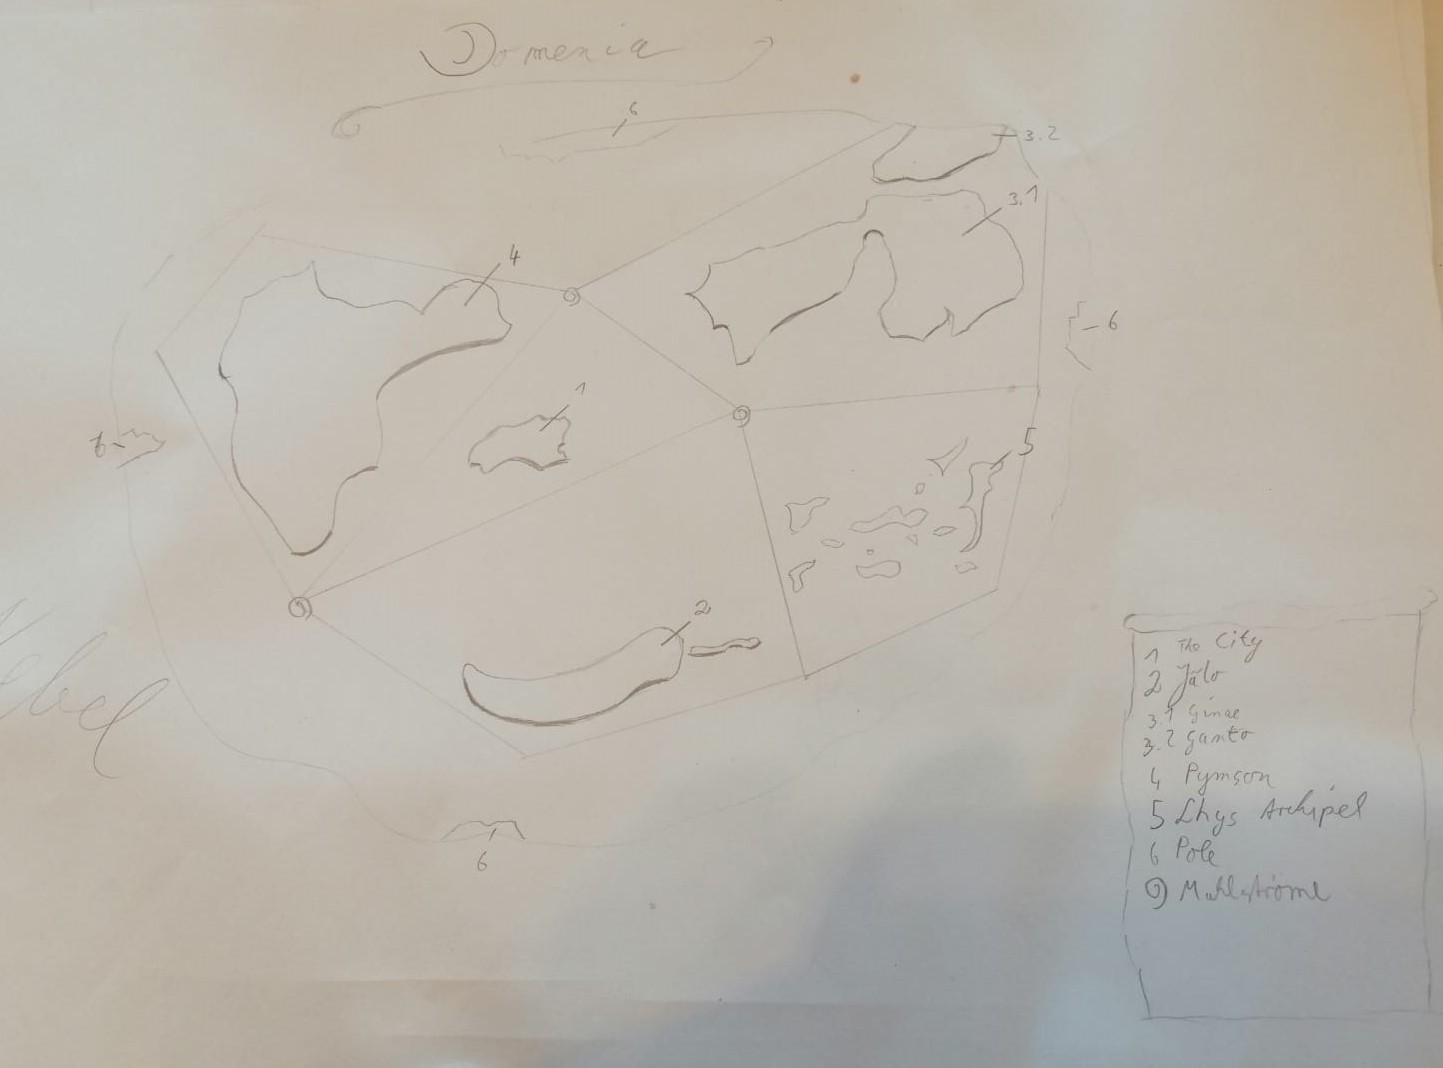 Domenia
6
3.2
3.1
4
6
1
6
5
2
6
1 The City
2 Jālo
3.1 Ginae
3.2 Ganto
4 Pymson
5 Lhys Archipel
6 Pole
Mahlströme